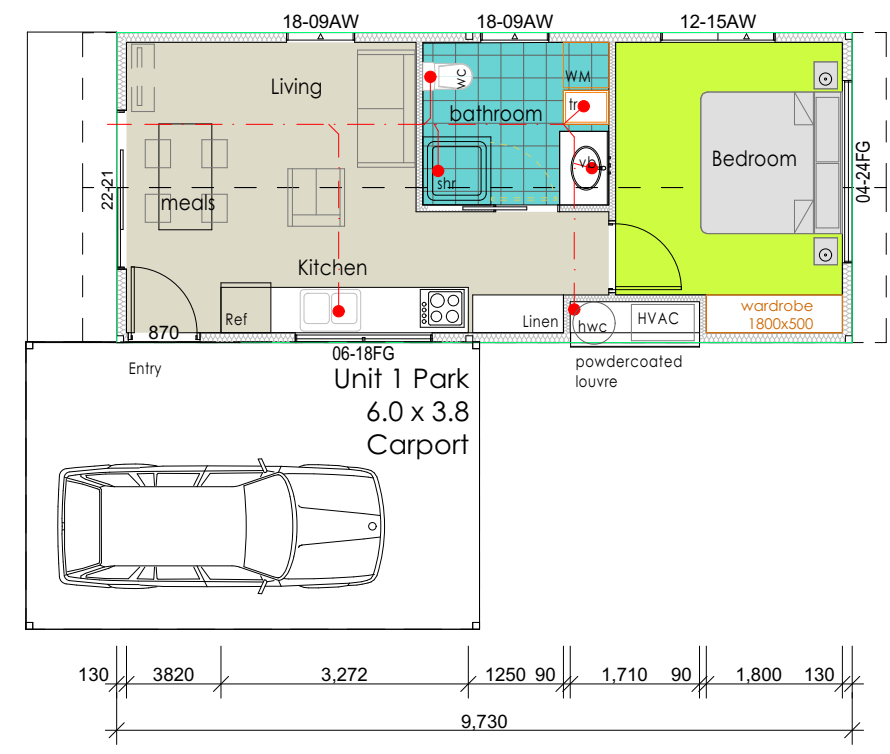 18-09AW 18-09AW 12-15AW
Living
WC
WM
tr
bathroom
vb
shr
Bedroom
04-24FG
22-21
meals
Kitchen
Ref
870
Linen
hwc
HVAC
wardrobe
1800x500
06-18FG
Entry
powdercoated
louvre
Unit 1 Park
6.0 x 3.8
Carport
130 3820 3,272 1250 90 1,710 90 1,800 130
9,730